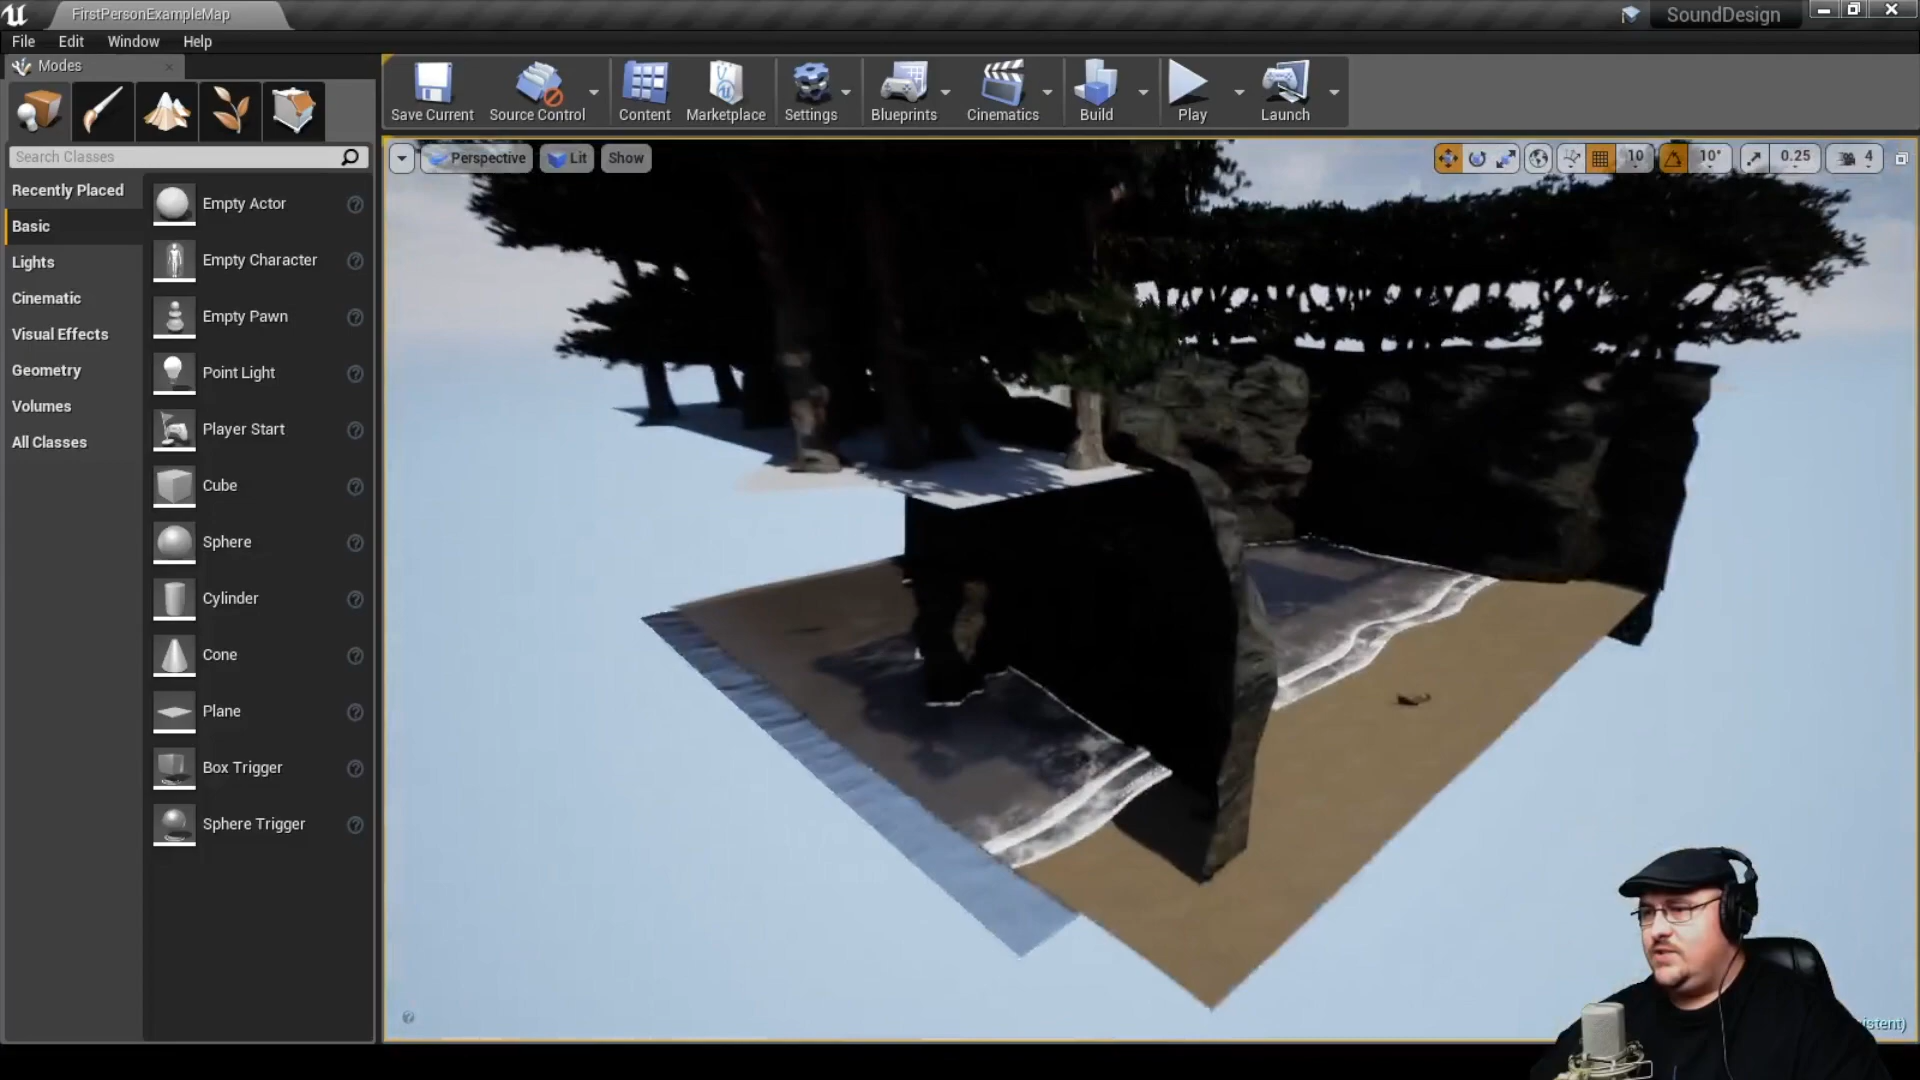 FirstPersonExampleMap
SoundDesign
File Edit Window Help
Modes
Save Current
Source Control
Content
Marketplace
Settings
Blueprints
Cinematics
Build
Play
Launch
Search Classes
Perspective
Lit
Show
10
10°
0.25
4
Recently Placed
Basic
Lights
Cinematic
Visual Effects
Geometry
Volumes
All Classes
Empty Actor
Empty Character
Empty Pawn
Point Light
Player Start
Cube
Sphere
Cylinder
Cone
Plane
Box Trigger
Sphere Trigger
istent)